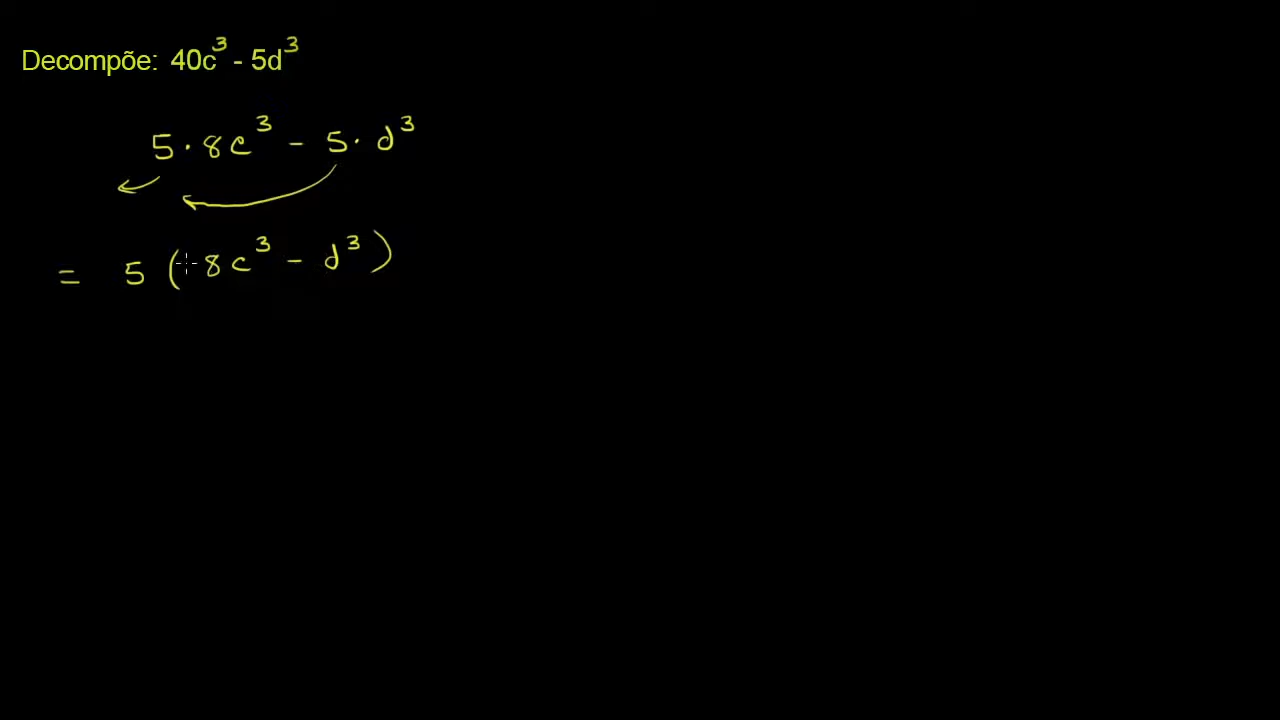 Decompõe: 40c³ - 5d³
5 · 8c³ - 5 · d³
= 5 (8c³ - d³)